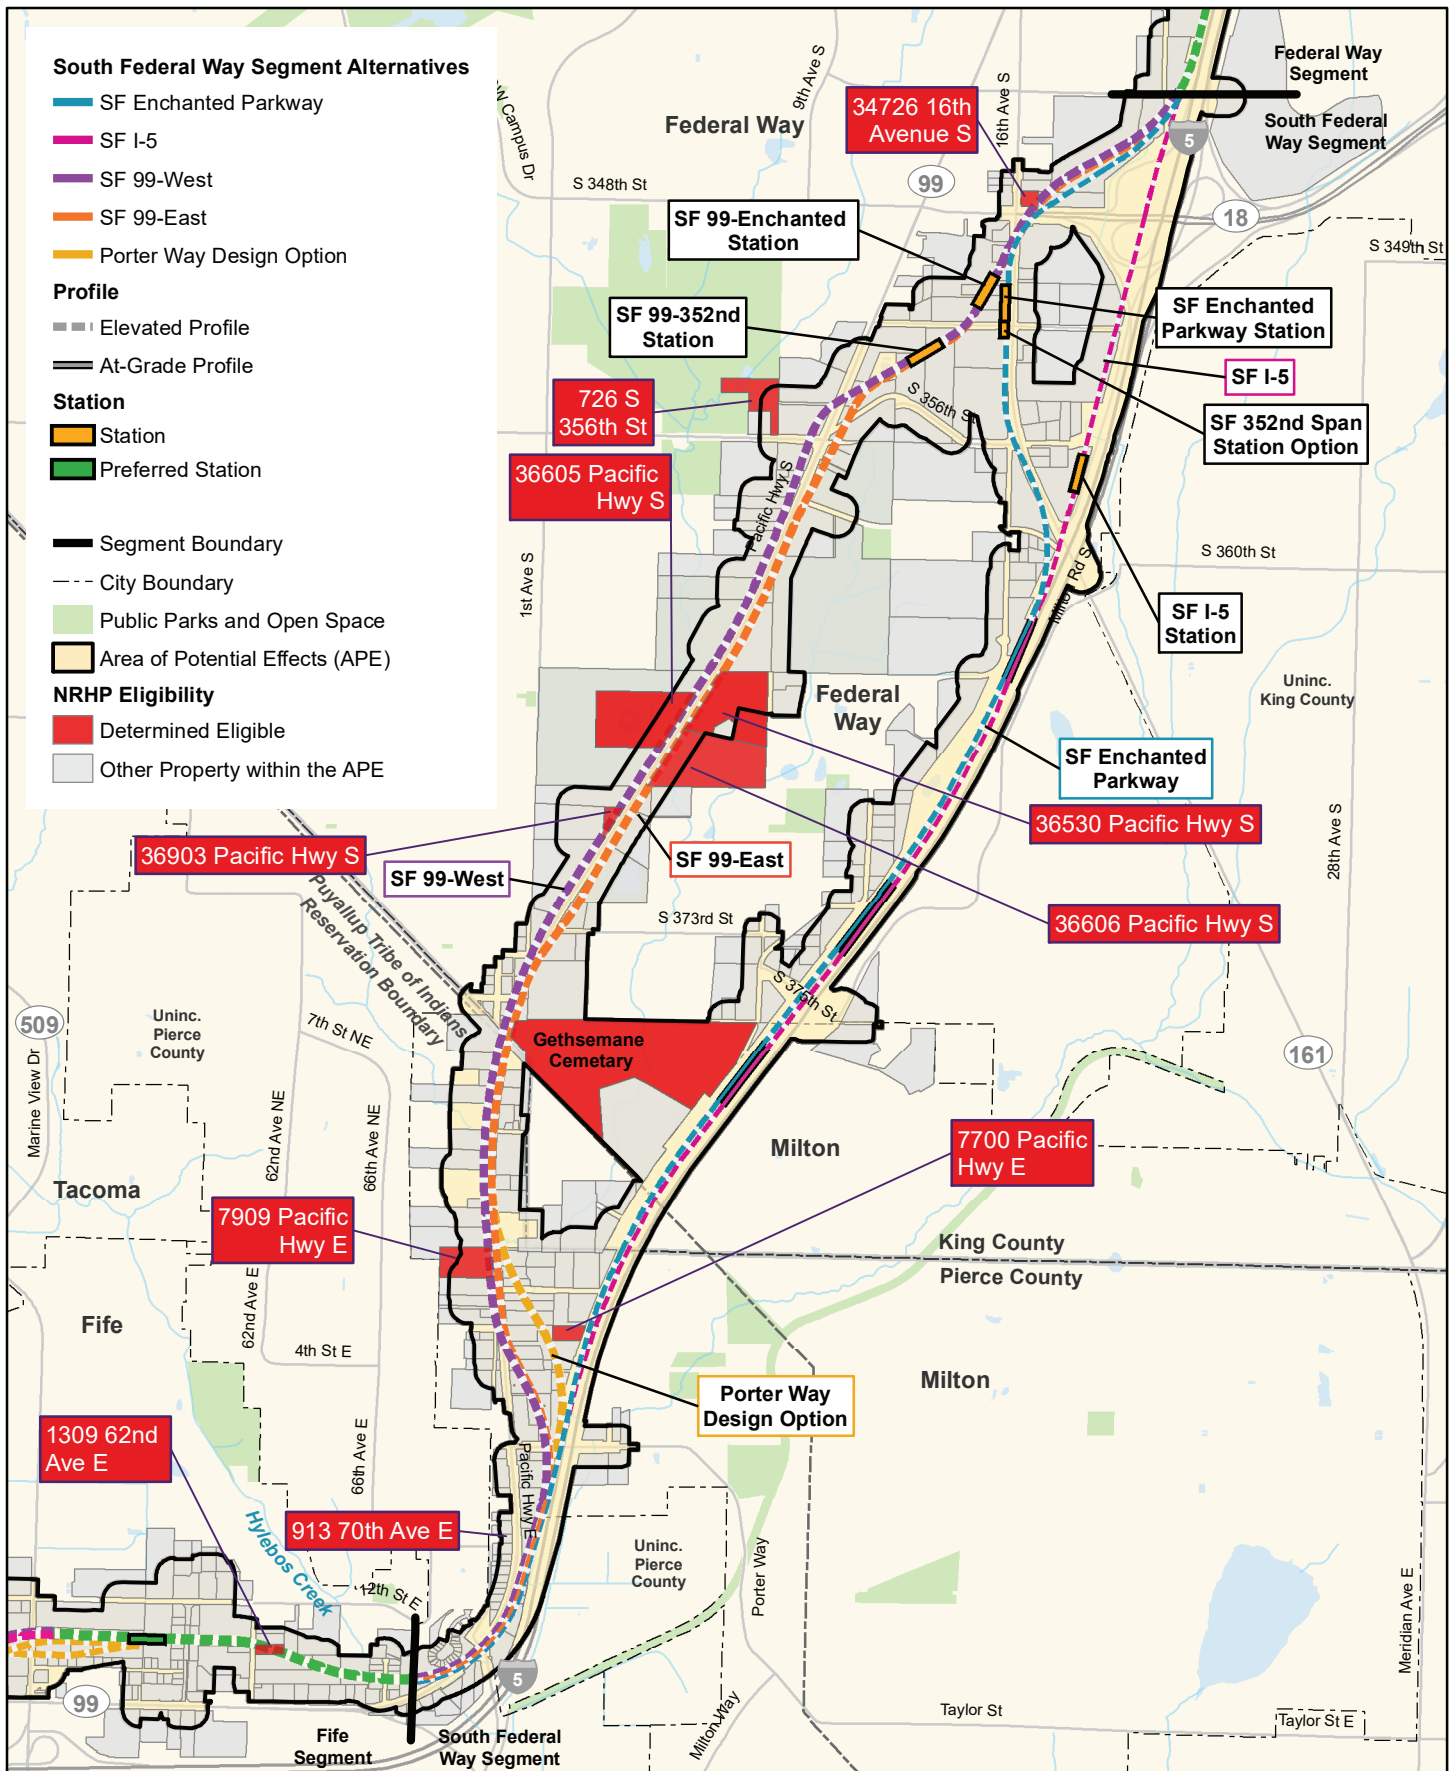 South Federal Way Segment Alternatives
SF Enchanted Parkway
SF I-5
SF 99-West
SF 99-East
Porter Way Design Option
Profile
Elevated Profile
At-Grade Profile
Station
Station
Preferred Station
Segment Boundary
City Boundary
Public Parks and Open Space
Area of Potential Effects (APE)
NRHP Eligibility
Determined Eligible
Other Property within the APE
Federal Way
Segment
South Federal
Way Segment
5
Federal Way
34726 16th
Avenue S
9th Ave S
16th Ave S
W Campus Dr
S 348th St
99
18
S 349th St
SF 99-Enchanted
Station
SF 99-352nd
Station
SF Enchanted
Parkway Station
SF I-5
SF 352nd Span
Station Option
726 S
356th St
S 356th St
36605 Pacific
Hwy S
Pacific Hwy S
1st Ave S
S 360th St
Milton Rd S
SF I-5
Station
Federal
Way
Uninc.
King County
SF Enchanted
Parkway
36530 Pacific Hwy S
36903 Pacific Hwy S
SF 99-East
SF 99-West
28th Ave S
Puyallup Tribe of Indians
Reservation Boundary
S 373rd St
36606 Pacific Hwy S
S 375th St
509
Uninc.
Pierce
County
7th St NE
Gethsemane
Cemetary
161
Marine View Dr
62nd Ave NE
66th Ave NE
Milton
7700 Pacific
Hwy E
Tacoma
7909 Pacific
Hwy E
King County
Pierce County
62nd Ave E
Fife
4th St E
Milton
Porter Way
Design Option
1309 62nd
Ave E
66th Ave E
Pacific Hwy E
913 70th Ave E
Hylebos Creek
Uninc.
Pierce
County
Porter Way
12th St E
Meridian Ave E
5
99
Milton Way
Taylor St
Taylor St E
Fife
Segment
South Federal
Way Segment